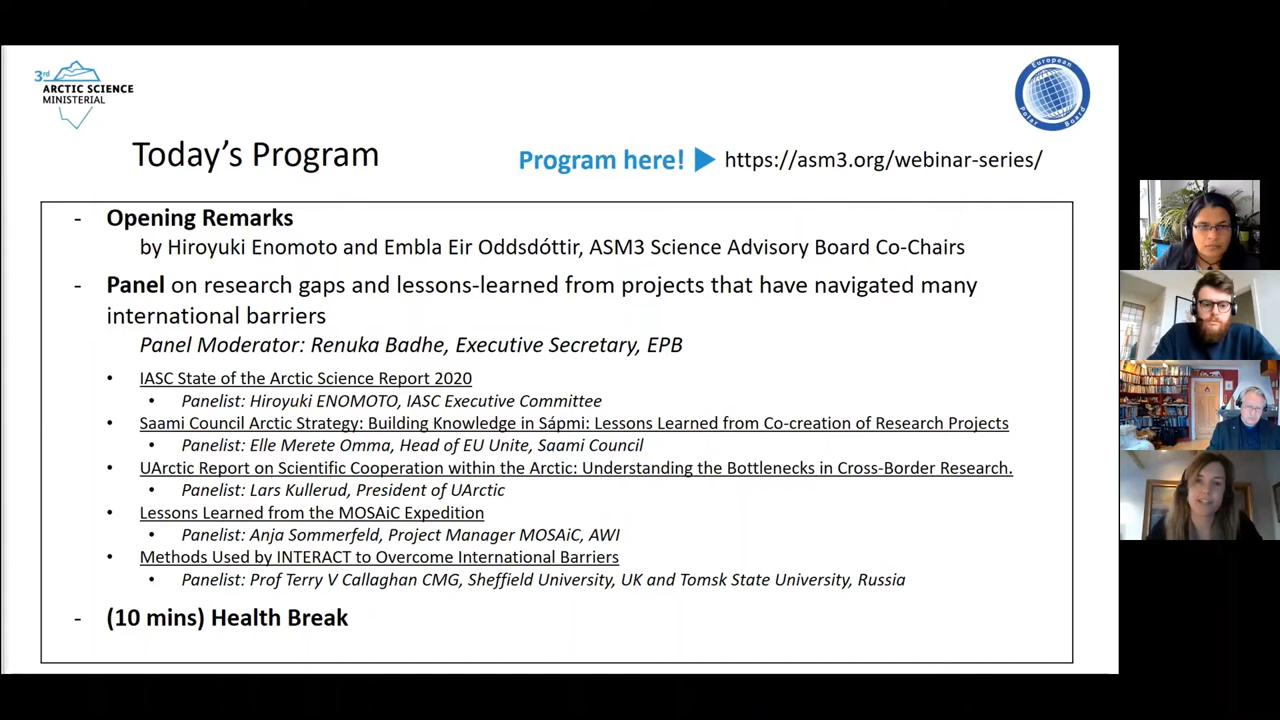 3rd
ARCTIC SCIENCE
MINISTERIAL
European
Polar Board
Today's Program
Program here! https://asm3.org/webinar-series/
- Opening Remarks
by Hiroyuki Enomoto and Embla Eir Oddsdóttir, ASM3 Science Advisory Board Co-Chairs
- Panel on research gaps and lessons-learned from projects that have navigated many
international barriers
Panel Moderator: Renuka Badhe, Executive Secretary, EPB
• IASC State of the Arctic Science Report 2020
• Panelist: Hiroyuki ENOMOTO, IASC Executive Committee
• Saami Council Arctic Strategy: Building Knowledge in Sápmi: Lessons Learned from Co-creation of Research Projects
• Panelist: Elle Merete Omma, Head of EU Unite, Saami Council
• UArctic Report on Scientific Cooperation within the Arctic: Understanding the Bottlenecks in Cross-Border Research.
• Panelist: Lars Kullerud, President of UArctic
• Lessons Learned from the MOSAiC Expedition
• Panelist: Anja Sommerfeld, Project Manager MOSAiC, AWI
• Methods Used by INTERACT to Overcome International Barriers
• Panelist: Prof Terry V Callaghan CMG, Sheffield University, UK and Tomsk State University, Russia
- (10 mins) Health Break